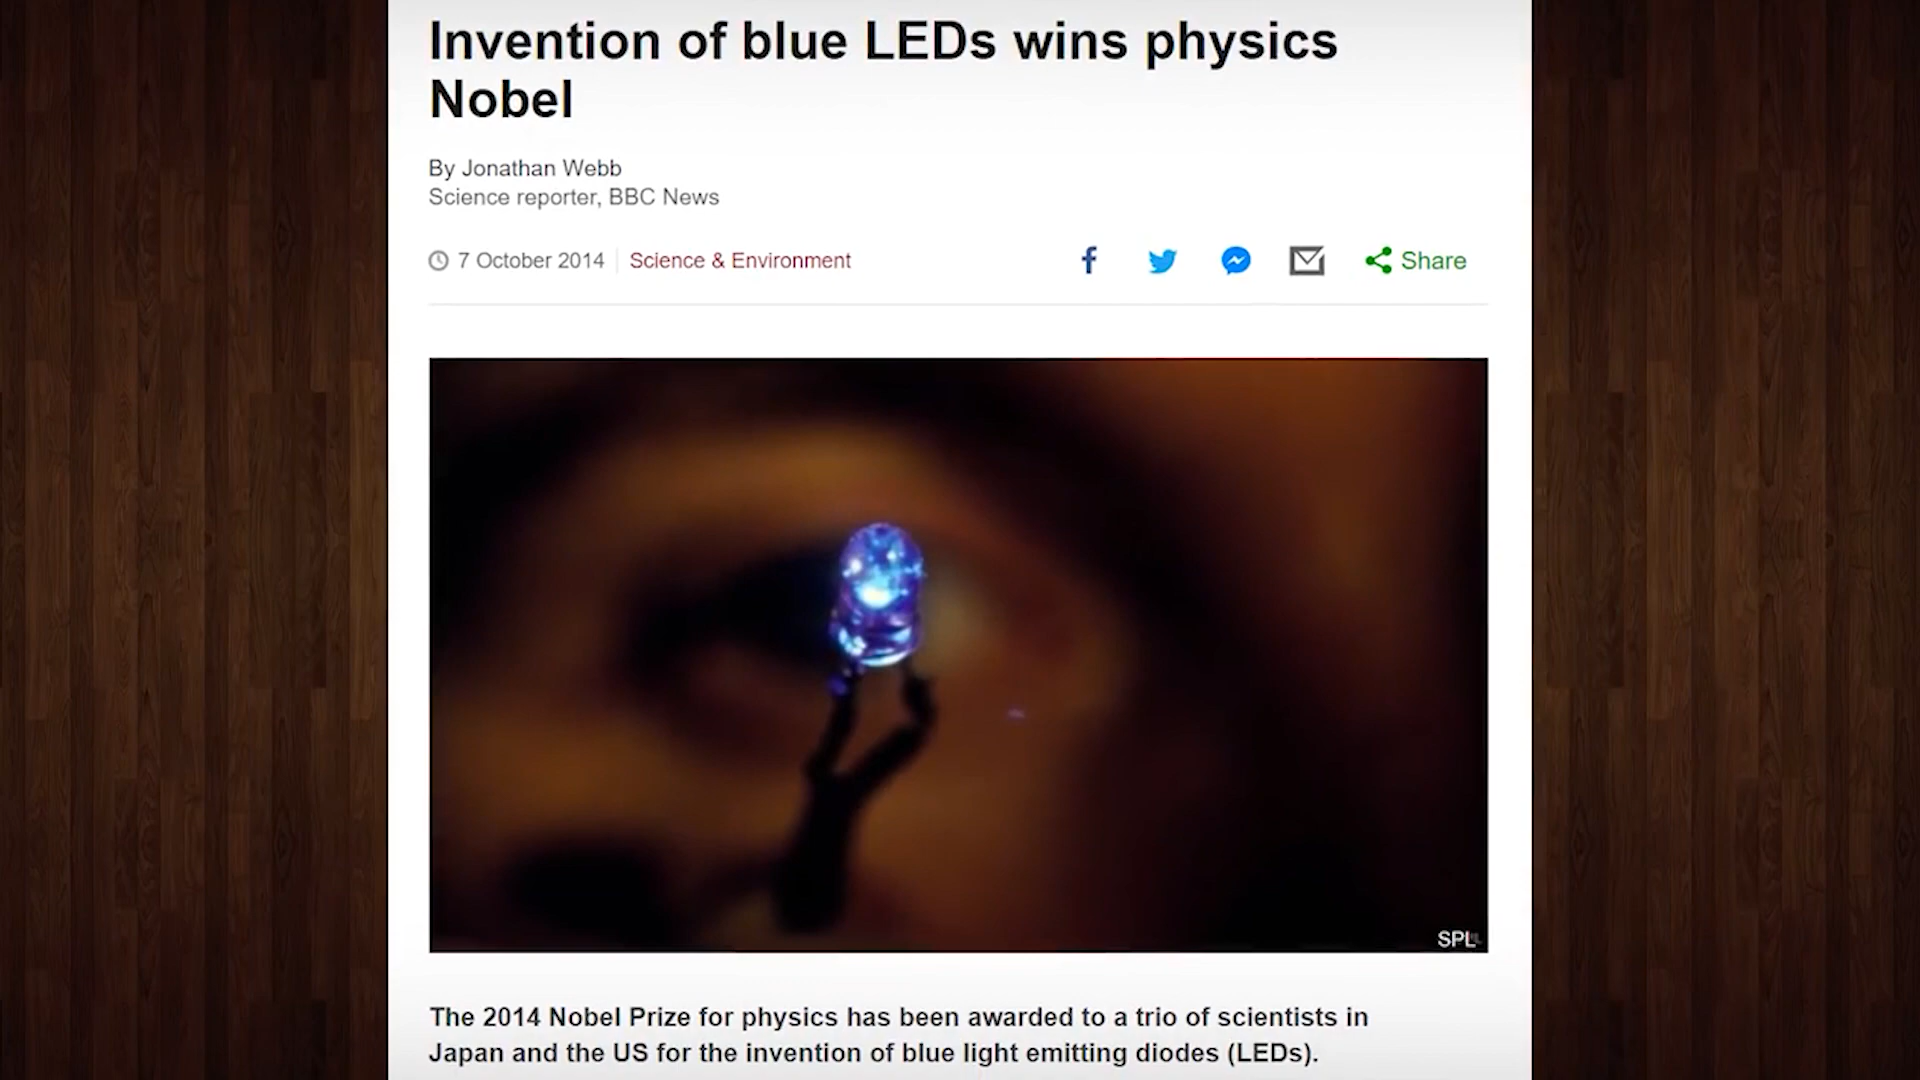 Invention of blue LEDs wins physics
Nobel
By Jonathan Webb
Science reporter, BBC News
7 October 2014 Science & Environment Share
SPL
The 2014 Nobel Prize for physics has been awarded to a trio of scientists in
Japan and the US for the invention of blue light emitting diodes (LEDs).